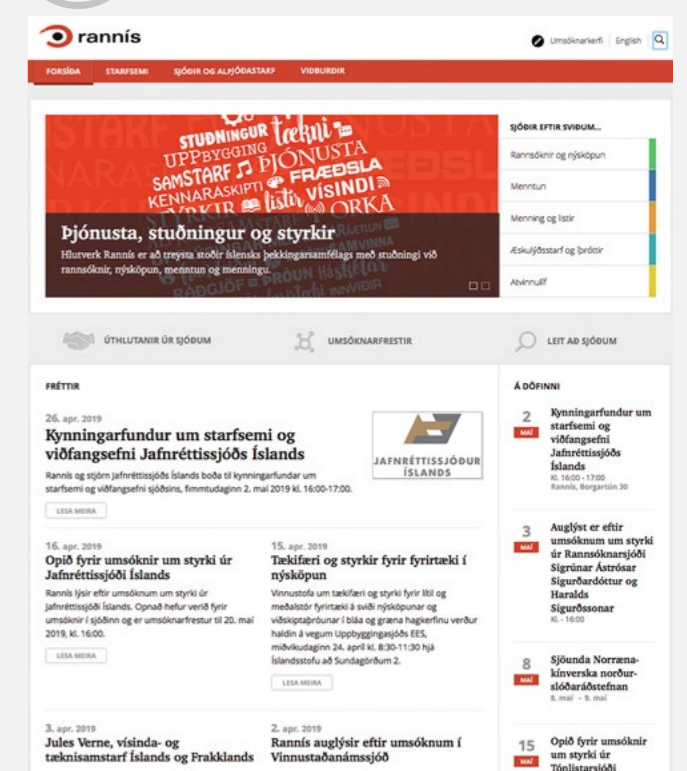 rannís
Umsóknarkerfi English
FORSÍÐA STARFSEMI SJÓÐIR OG ALÞJÓÐASTARF VIÐBURÐIR
STUÐNINGUR tækni
UPPBYGGING
SAMSTARF ÞJÓNUSTA
KENNARASKIPTI FRÆÐSLA
STYRKIR listir VÍSINDI
ORKA
Þjónusta, stuðningur og styrkir
Hlutverk Rannís er að treysta stoðir íslensks þekkingarsamfélags með stuðningi við
rannsóknir, nýsköpun, menntun og menningu.
RÁÐGJÖF ÞRÓUN INNVIÐIR
SJÓÐIR EFTIR SVIÐUM...
Rannsóknir og nýsköpun
Menntun
Menning og listir
Æskulýðsstarf og íþróttir
Atvinnulíf
ÚTHLUTANIR ÚR SJÓÐUM
UMSÓKNARFRESTIR
LEIT AÐ SJÓÐUM
FRÉTTIR
26. apr. 2019
Kynningarfundur um starfsemi og
viðfangsefni Jafnréttissjóðs Íslands
Rannís og stjórn Jafnréttissjóðs Íslands boða til kynningarfundar um
starfsemi og viðfangsefni sjóðsins, fimmtudaginn 2. maí 2019 kl. 16:00-17:00.
LESA MEIRA
JAFNRÉTTISSJÓÐUR
ÍSLANDS
16. apr. 2019
Opið fyrir umsóknir um styrki úr
Jafnréttissjóði Íslands
Rannís lýsir eftir umsóknum um styrki úr
Jafnréttissjóði Íslands. Opnað hefur verið fyrir
umsóknir í sjóðinn og er umsóknarfrestur til 20. maí
2019, kl. 16:00.
LESA MEIRA
15. apr. 2019
Tækifæri og styrkir fyrir fyrirtæki í
nýsköpun
Vinnustofa um tækifæri og styrki fyrir lítil og
meðalstór fyrirtæki á sviði nýsköpunar og
viðskiptaþróunar í bláa og græna hagkerfinu verður
haldin á vegum Uppbyggingasjóðs EES,
miðvikudaginn 24. apríl kl. 8:30-11:30 hjá
Íslandsstofu að Sundagörðum 2.
LESA MEIRA
3. apr. 2019
Jules Verne, vísinda- og
tæknisamstarf Íslands og Frakklands
2. apr. 2019
Rannís auglýsir eftir umsóknum í
Vinnustaðanámssjóð
Á DÖFINNI
2
MAÍ
Kynningarfundur um
starfsemi og
viðfangsefni
Jafnréttissjóðs
Íslands
Kl. 16:00 - 17:00
Rannís, Borgartún 30
3
MAÍ
Auglýst er eftir
umsóknum um styrki
úr Rannsóknarsjóði
Sigrúnar Ástrósar
Sigurðardóttur og
Haralds
Sigurðssonar
Kl. - 16:00
8
MAÍ
Sjöunda Norræna-
kínverska norður-
slóðaráðstefnan
8. maí - 9. maí
15
MAÍ
Opið fyrir umsóknir
um styrki úr
Tónlistarsjóði